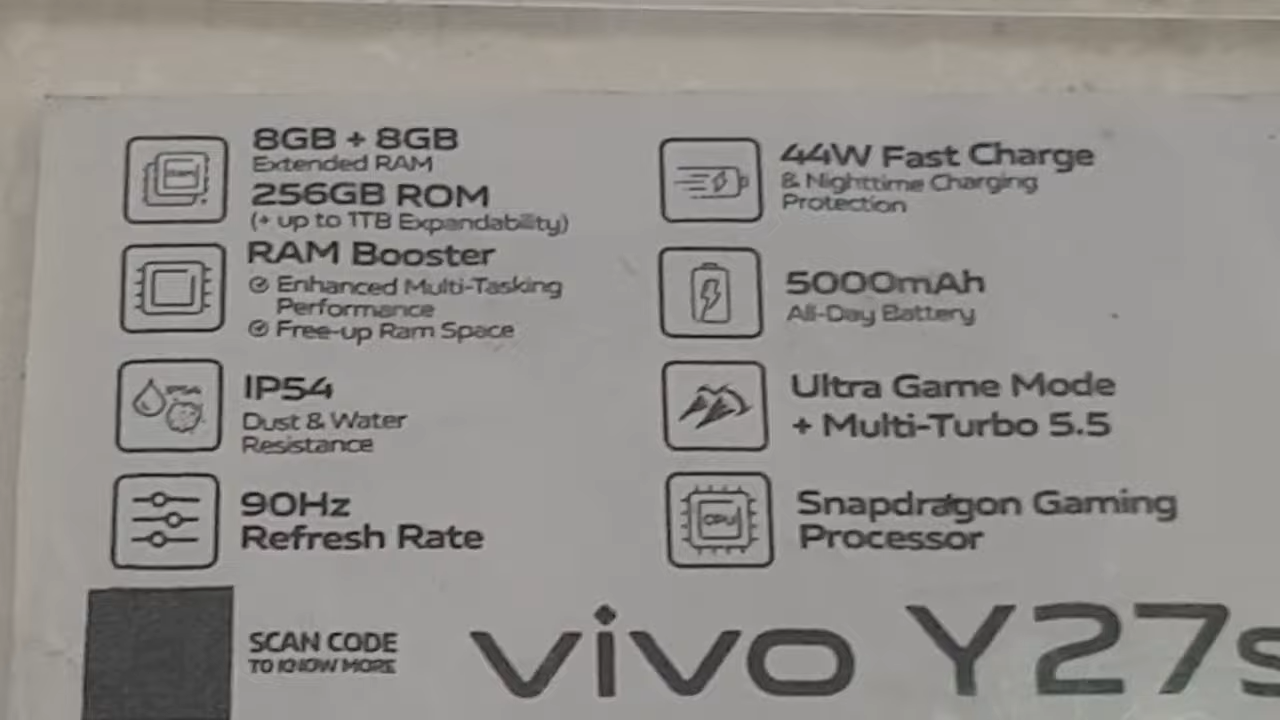 8GB + 8GB
Extended RAM
256GB ROM
(+ up to 1TB Expandability)
RAM Booster
Enhanced Multi-Tasking
Performance
Free-up Ram Space
IP54
Dust & Water
Resistance
90Hz
Refresh Rate
44W Fast Charge
& Nighttime Charging
Protection
5000mAh
All-Day Battery
Ultra Game Mode
+ Multi-Turbo 5.5
CPU
Snapdragon Gaming
Processor
SCAN CODE
TO KNOW MORE
vivo Y27s